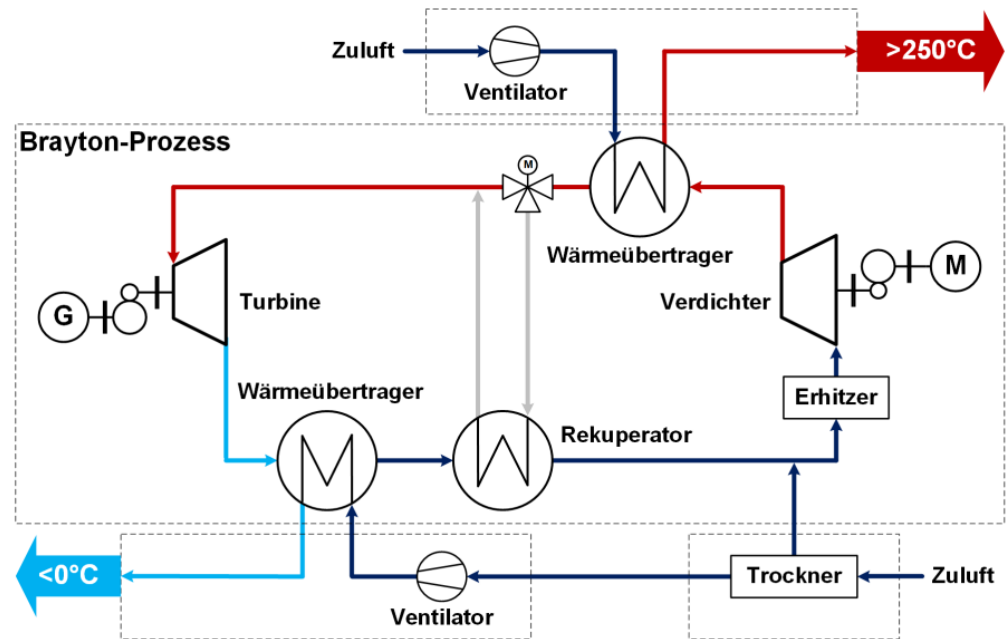 Zuluft
Ventilator
>250°C
Brayton-Prozess
M
Wärmeübertrager
G
Turbine
Verdichter
M
Wärmeübertrager
Erhitzer
Rekuperator
<0°C
Ventilator
Trockner
Zuluft